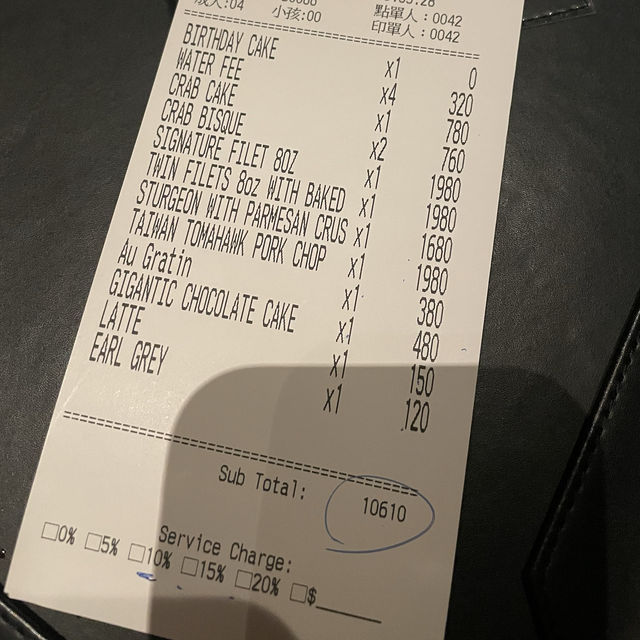 成人:04 小孩:00 點單人：0042
印單人：0042
BIRTHDAY CAKE x1 0
WATER FEE x4 320
CRAB CAKE x1 780
CRAB BISQUE x2 760
SIGNATURE FILET 8OZ x1 1980
TWIN FILETS 8oz WITH BAKED x1 1980
STURGEON WITH PARMESAN CRUS x1 1680
TAIWAN TOMAHAWK PORK CHOP x1 1980
Au Gratin x1 380
GIGANTIC CHOCOLATE CAKE x1 480
LATTE x1 150
EARL GREY x1 120
Sub Total: 10610
Service Charge:
□0% □5% □10% □15% □20% □$______